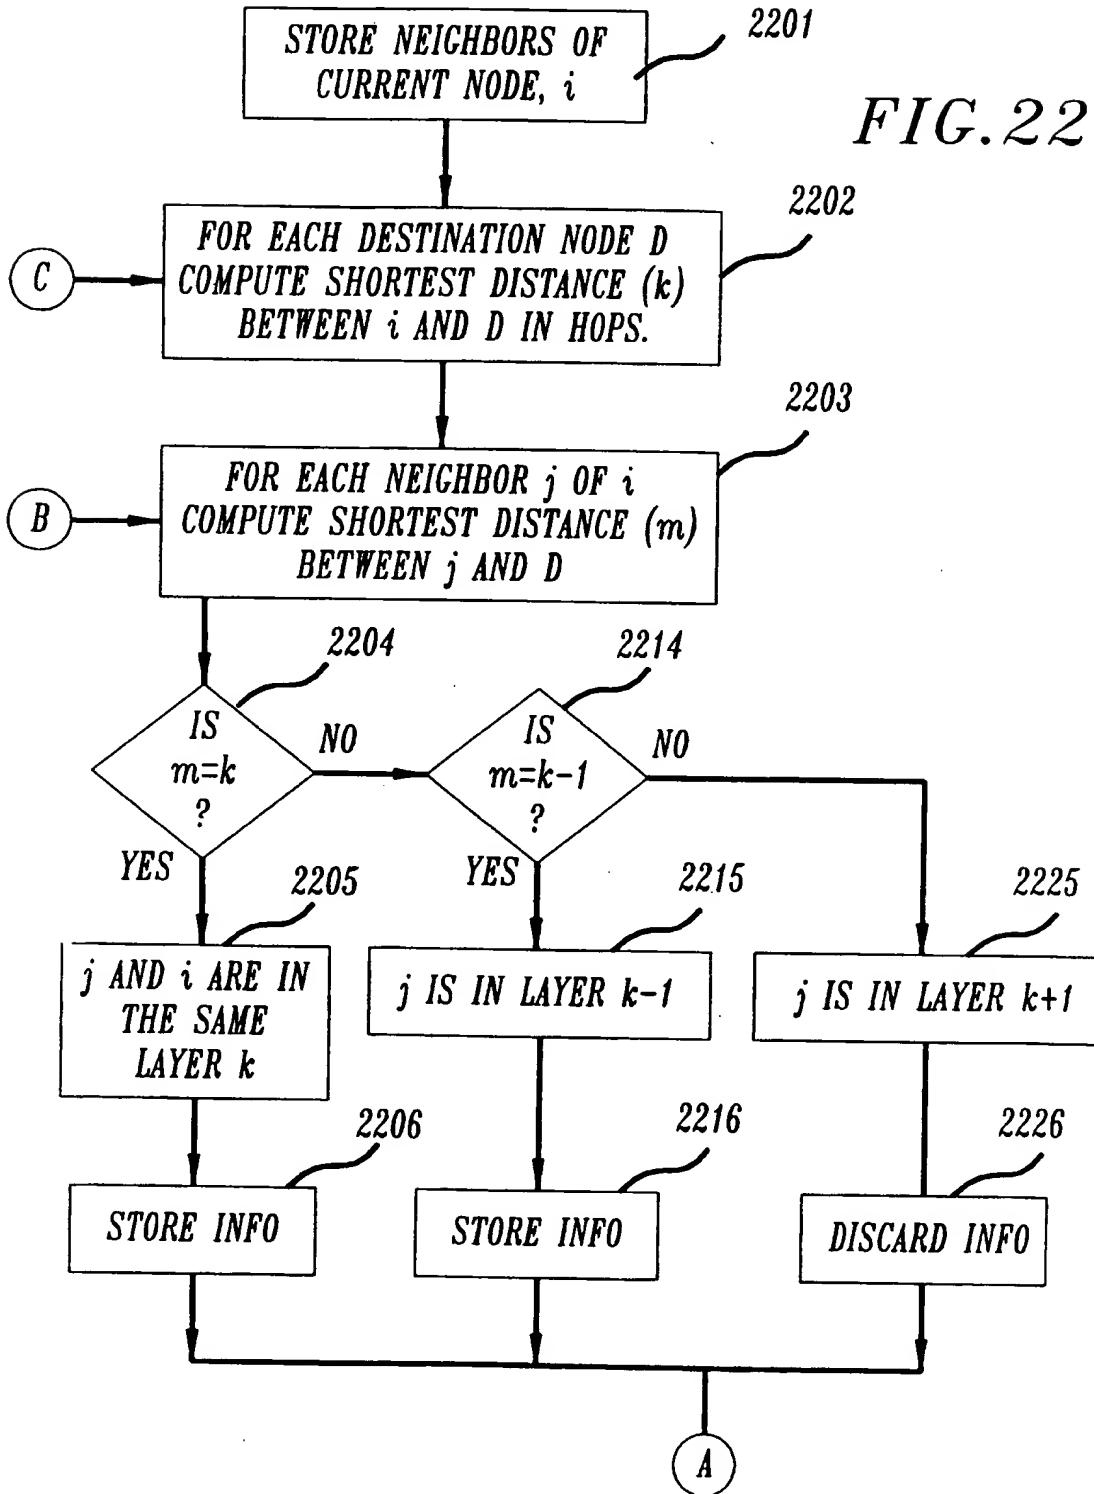 2201
STORE NEIGHBORS OF
CURRENT NODE, i
FIG.22
2202
FOR EACH DESTINATION NODE D
COMPUTE SHORTEST DISTANCE (k)
BETWEEN i AND D IN HOPS.
C
2203
FOR EACH NEIGHBOR j OF i
COMPUTE SHORTEST DISTANCE (m)
BETWEEN j AND D
B
2204
2214
IS
m=k
?
NO
IS
m=k-1
?
NO
YES
YES
2205
2215
2225
j AND i ARE IN
THE SAME
LAYER k
j IS IN LAYER k-1
j IS IN LAYER k+1
2206
2216
2226
STORE INFO
STORE INFO
DISCARD INFO
A